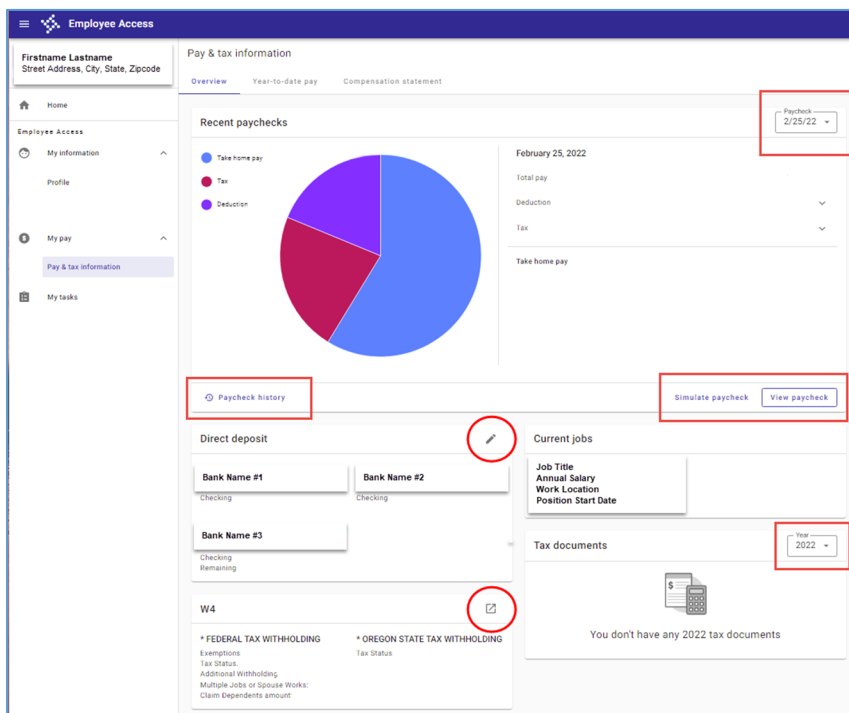 Employee Access
Firstname Lastname
Street Address, City, State, Zipcode
Home
Employee Access
My information
Profile
My pay
Pay & tax information
My tasks
Pay & tax information
Overview
Year-to-date pay
Compensation statement
Recent paychecks
Paycheck
2/25/22
Take home pay
Tax
Deduction
February 25, 2022
Total pay
Deduction
Tax
Take home pay
Paycheck history
Simulate paycheck
View paycheck
Direct deposit
Bank Name #1
Checking
Bank Name #2
Checking
Bank Name #3
Checking
Remaining
Current jobs
Job Title
Annual Salary
Work Location
Position Start Date
Tax documents
Year
2022
$
You don't have any 2022 tax documents
W4
* FEDERAL TAX WITHHOLDING
Exemptions
Tax Status.
Additional Withholding.
Multiple Jobs or Spouse Works:
Claim Dependents amount
* OREGON STATE TAX WITHHOLDING
Tax Status